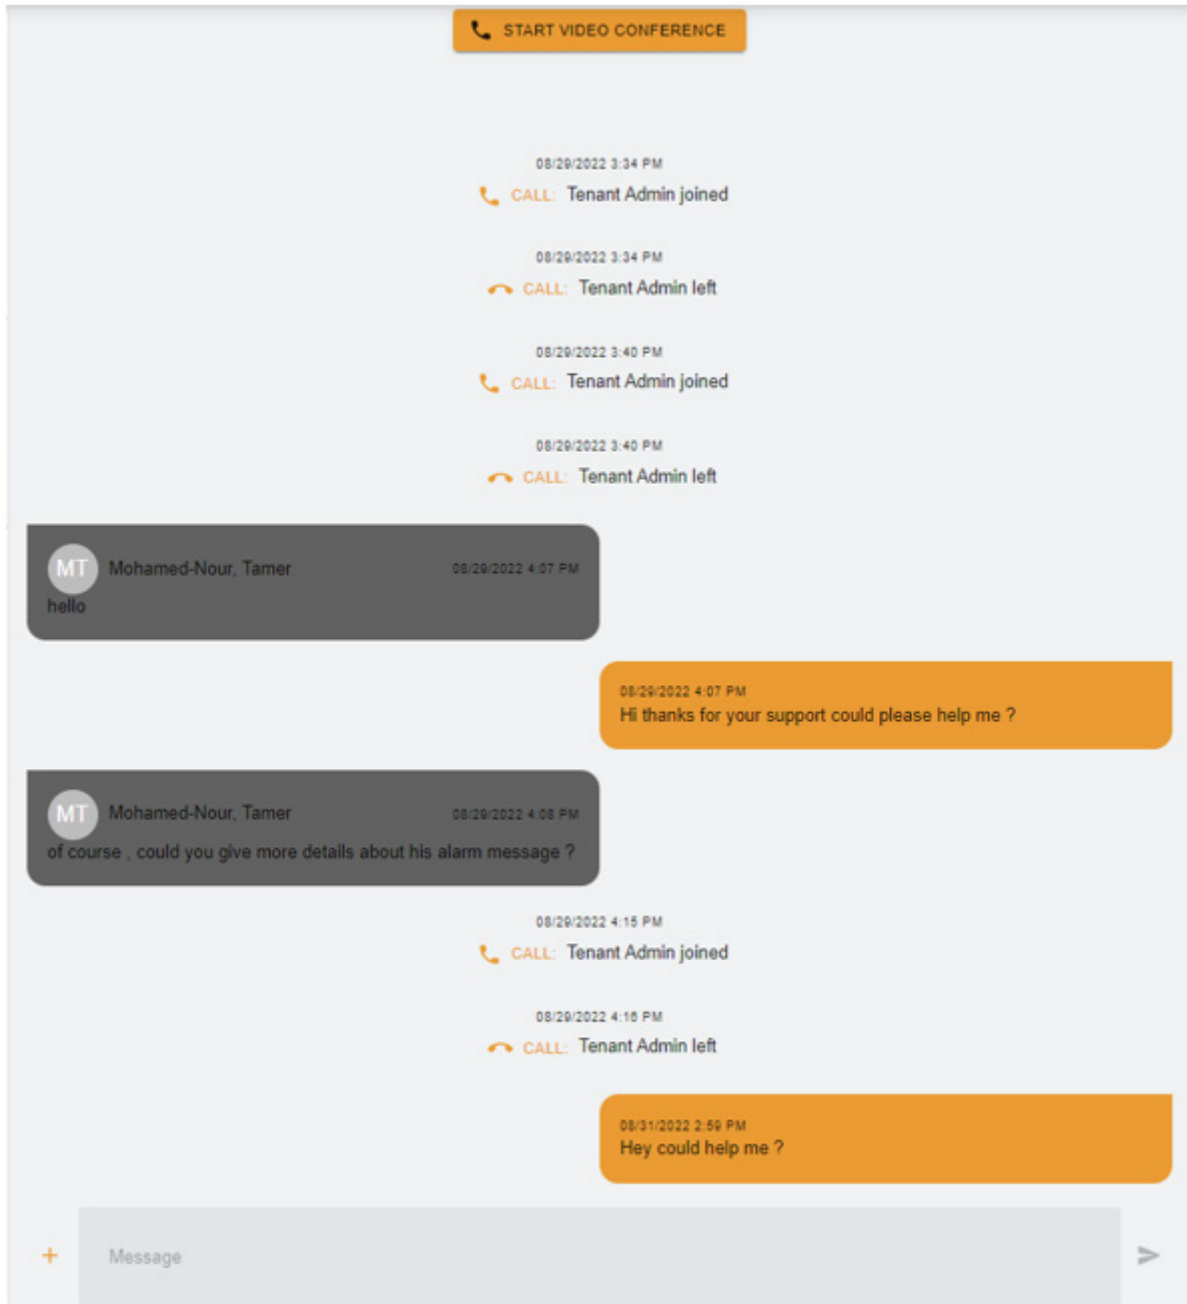 START VIDEO CONFERENCE
08/29/2022 3:34 PM
CALL: Tenant Admin joined
08/29/2022 3:34 PM
CALL: Tenant Admin left
08/29/2022 3:40 PM
CALL: Tenant Admin joined
08/29/2022 3:40 PM
CALL: Tenant Admin left
MT Mohamed-Nour, Tamer 08/29/2022 4:07 PM
hello
08/29/2022 4:07 PM
Hi thanks for your support could please help me ?
MT Mohamed-Nour, Tamer 08/29/2022 4:08 PM
of course , could you give more details about his alarm message ?
08/29/2022 4:15 PM
CALL: Tenant Admin joined
08/29/2022 4:16 PM
CALL: Tenant Admin left
08/31/2022 2:59 PM
Hey could help me ?
+ Message